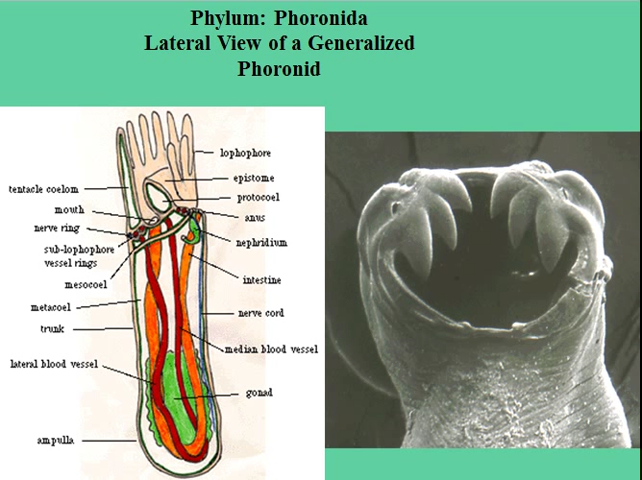 Phylum: Phoronida
Lateral View of a Generalized
Phoronid
lophophore
epistome
protocoel
anus
nephridium
intestine
nerve cord
median blood vessel
gonad
tentacle coelom
mouth
nerve ring
sub-lophophore
vessel rings
mesocoel
metacoel
trunk
lateral blood vessel
ampulla